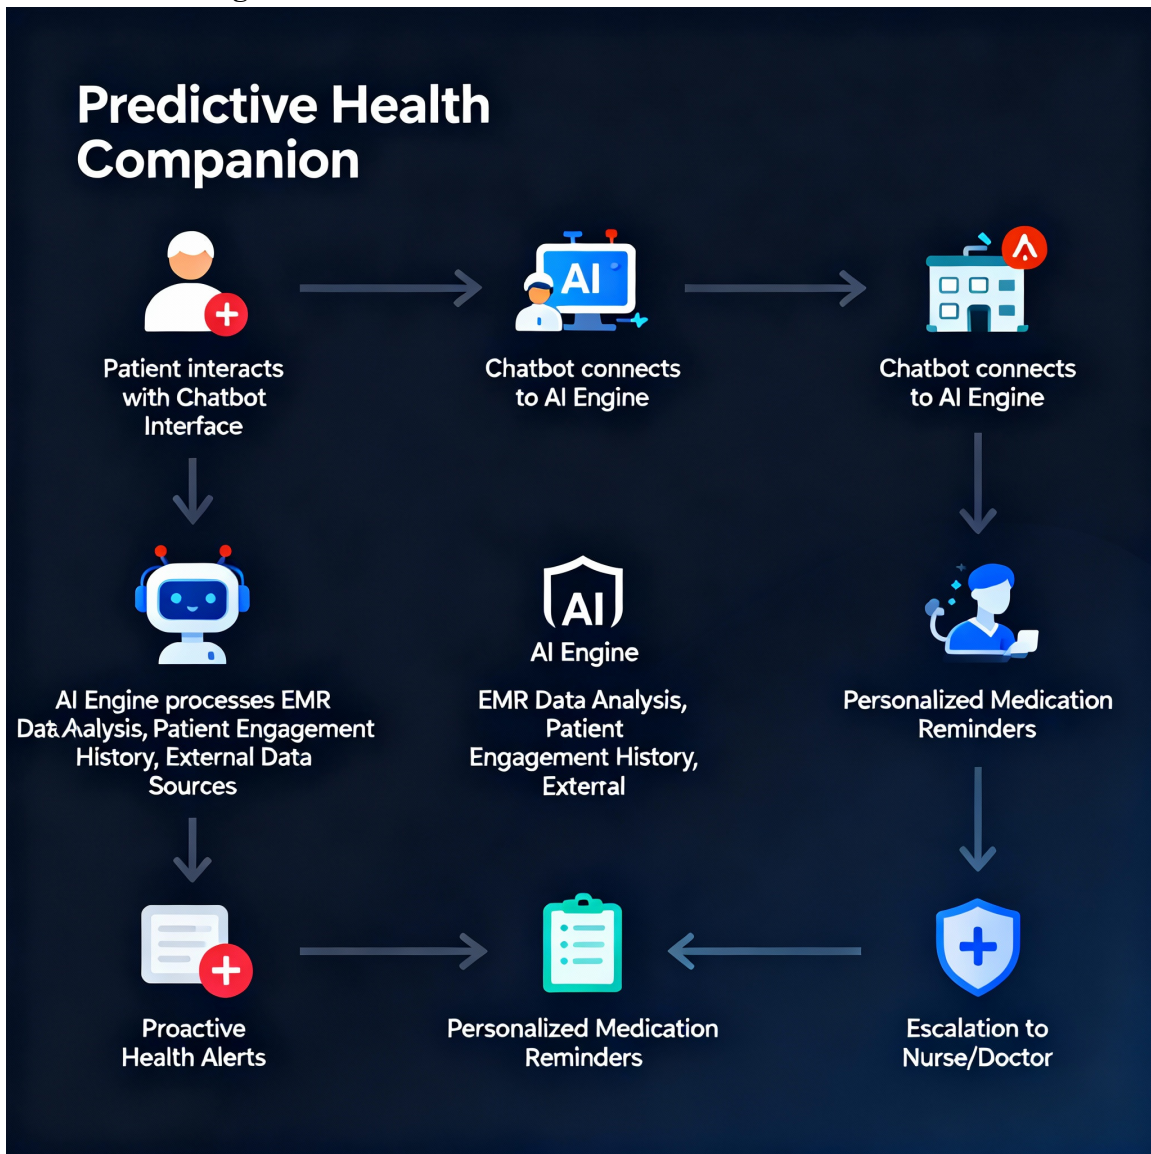 Predictive Health
Companion
AI
Patient interacts
with Chatbot
Interface
Chatbot connects
to AI Engine
Chatbot connects
to AI Engine
AI
AI Engine
AI Engine processes EMR
Data Aalysis, Patient Engagement
History, External Data
Sources
EMR Data Analysis,
Patient
Engagement History,
External
Personalized Medication
Reminders
Proactive
Health Alerts
Personalized Medication
Reminders
Escalation to
Nurse/Doctor